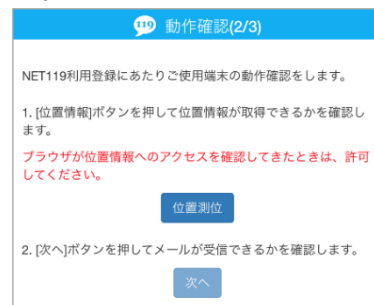 119 動作確認(2/3)
NET119利用登録にあたりご使用端末の動作確認をします。
1. [位置情報]ボタンを押して位置情報が取得できるかを確認し
ます。
ブラウザが位置情報へのアクセスを確認してきたときは、許可
してください。
位置測位
2. [次へ]ボタンを押してメールが受信できるかを確認します。
次へ